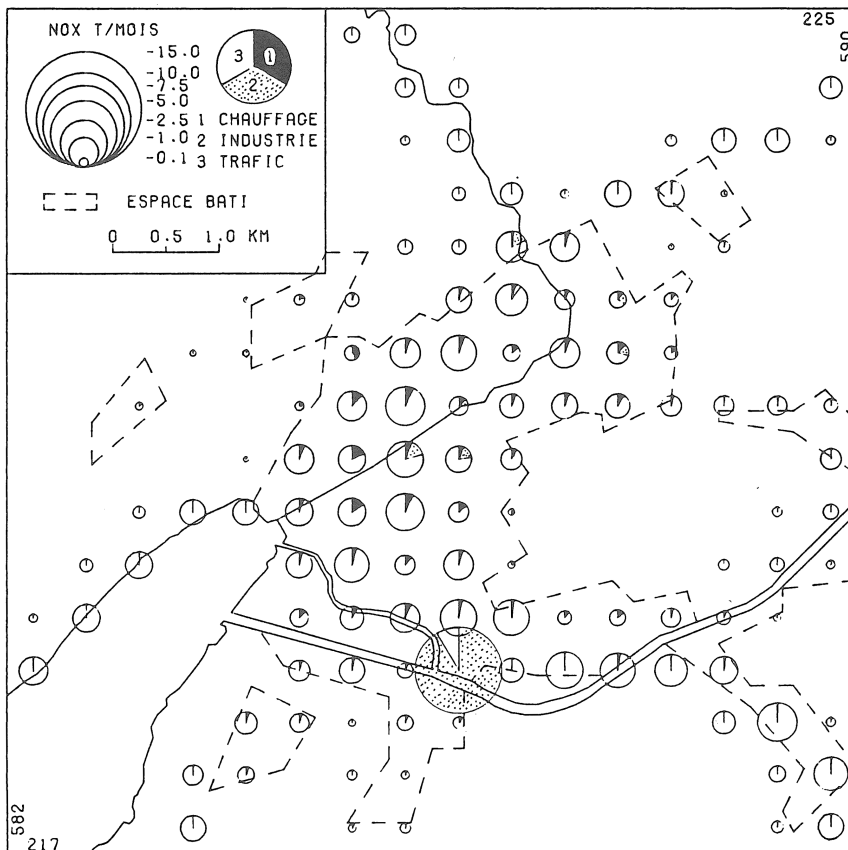 NOX T/MOIS
-15.0
-10.0
-7.5
-5.0
-2.5
-1.0
-0.1
3 1
2
1 CHAUFFAGE
2 INDUSTRIE
3 TRAFIC
ESPACE BATI
0 0.5 1.0 KM
225
590
582
217